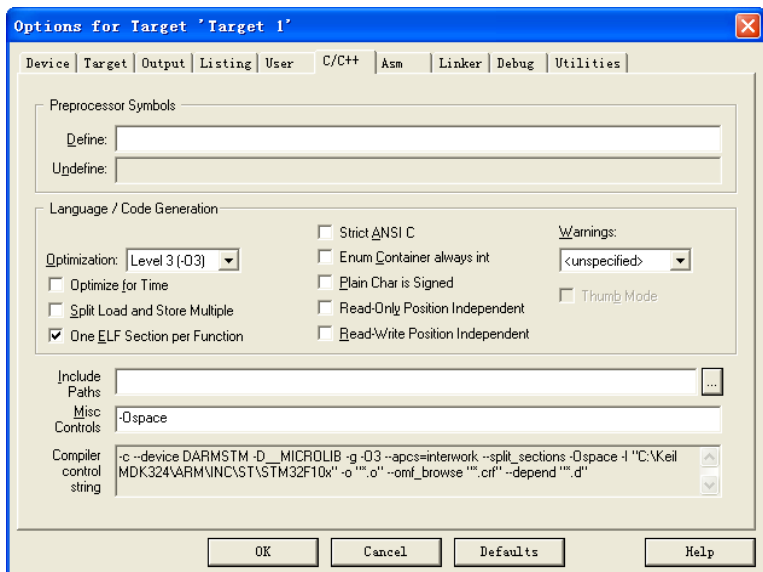 Options for Target 'Target 1'
Device Target Output Listing User C/C++ Asm Linker Debug Utilities
Preprocessor Symbols
Define:
Undefine:
Language / Code Generation
Optimization: Level 3 (-O3)
Optimize for Time
Split Load and Store Multiple
One ELF Section per Function
Strict ANSI C
Enum Container always int
Plain Char is Signed
Read-Only Position Independent
Read-Write Position Independent
Warnings:
<unspecified>
Thumb Mode
Include
Paths
...
Misc
Controls
-Ospace
Compiler
control
string
-c --device DARMSTM -D__MICROLIB -g -O3 --apcs=interwork --split_sections -Ospace -I "C:\Keil
MDK324\ARM\INC\ST\STM32F10x" -o "*.o" --omf_browse "*.crf" --depend "*.d"
OK Cancel Defaults Help